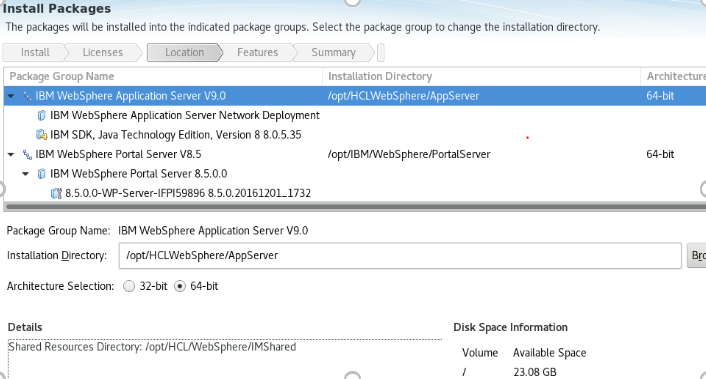 Install Packages
The packages will be installed into the indicated package groups. Select the package group to change the installation directory.
Install Licenses Location Features Summary
Package Group Name Installation Directory Architecture
IBM WebSphere Application Server V9.0 /opt/HCLWebSphere/AppServer 64-bit
IBM WebSphere Application Server Network Deployment
IBM SDK, Java Technology Edition, Version 8 8.0.5.35
IBM WebSphere Portal Server V8.5 /opt/IBM/WebSphere/PortalServer 64-bit
IBM WebSphere Portal Server 8.5.0.0
8.5.0.0-WP-Server-IFPI59896 8.5.0.20161201_1732
Package Group Name: IBM WebSphere Application Server V9.0
Installation Directory: /opt/HCLWebSphere/AppServer Bro
Architecture Selection: 32-bit 64-bit
Details Disk Space Information
Shared Resources Directory: /opt/HCL/WebSphere/IMShared
Volume Available Space
/ 23.08 GB